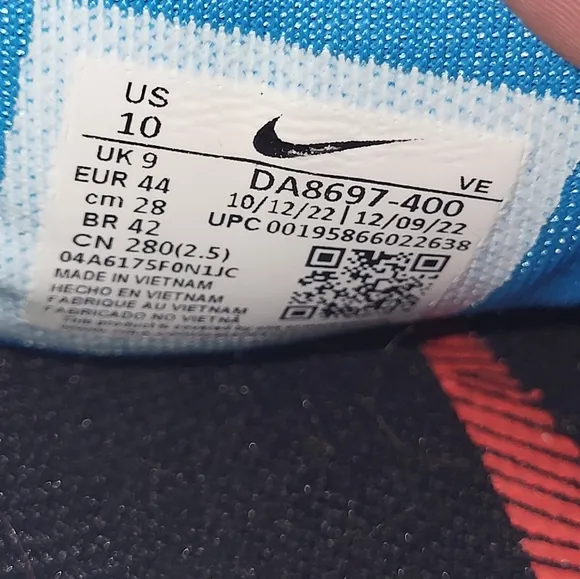 US
10
UK 9
EUR 44
cm 28
BR 42
CN 280(2.5)
04A6175F0N1JC
MADE IN VIETNAM
HECHO EN VIETNAM
FABRIQUE AU VIETNAM
FABRICADO NO VIETNÃ
VE
DA8697-400
10/12/22 | 12/09/22
UPC 00195866022638